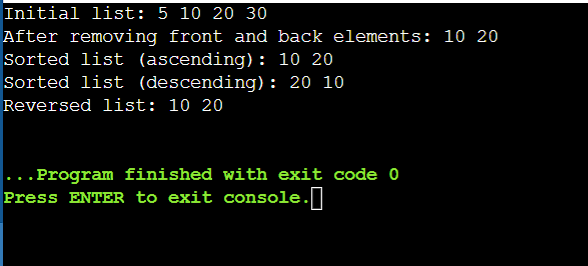 Initial list: 5 10 20 30
After removing front and back elements: 10 20
Sorted list (ascending): 10 20
Sorted list (descending): 20 10
Reversed list: 10 20
...Program finished with exit code 0
Press ENTER to exit console.